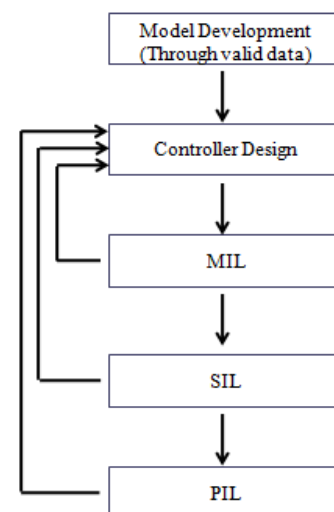 Model Development
(Through valid data)
Controller Design
MIL
SIL
PIL